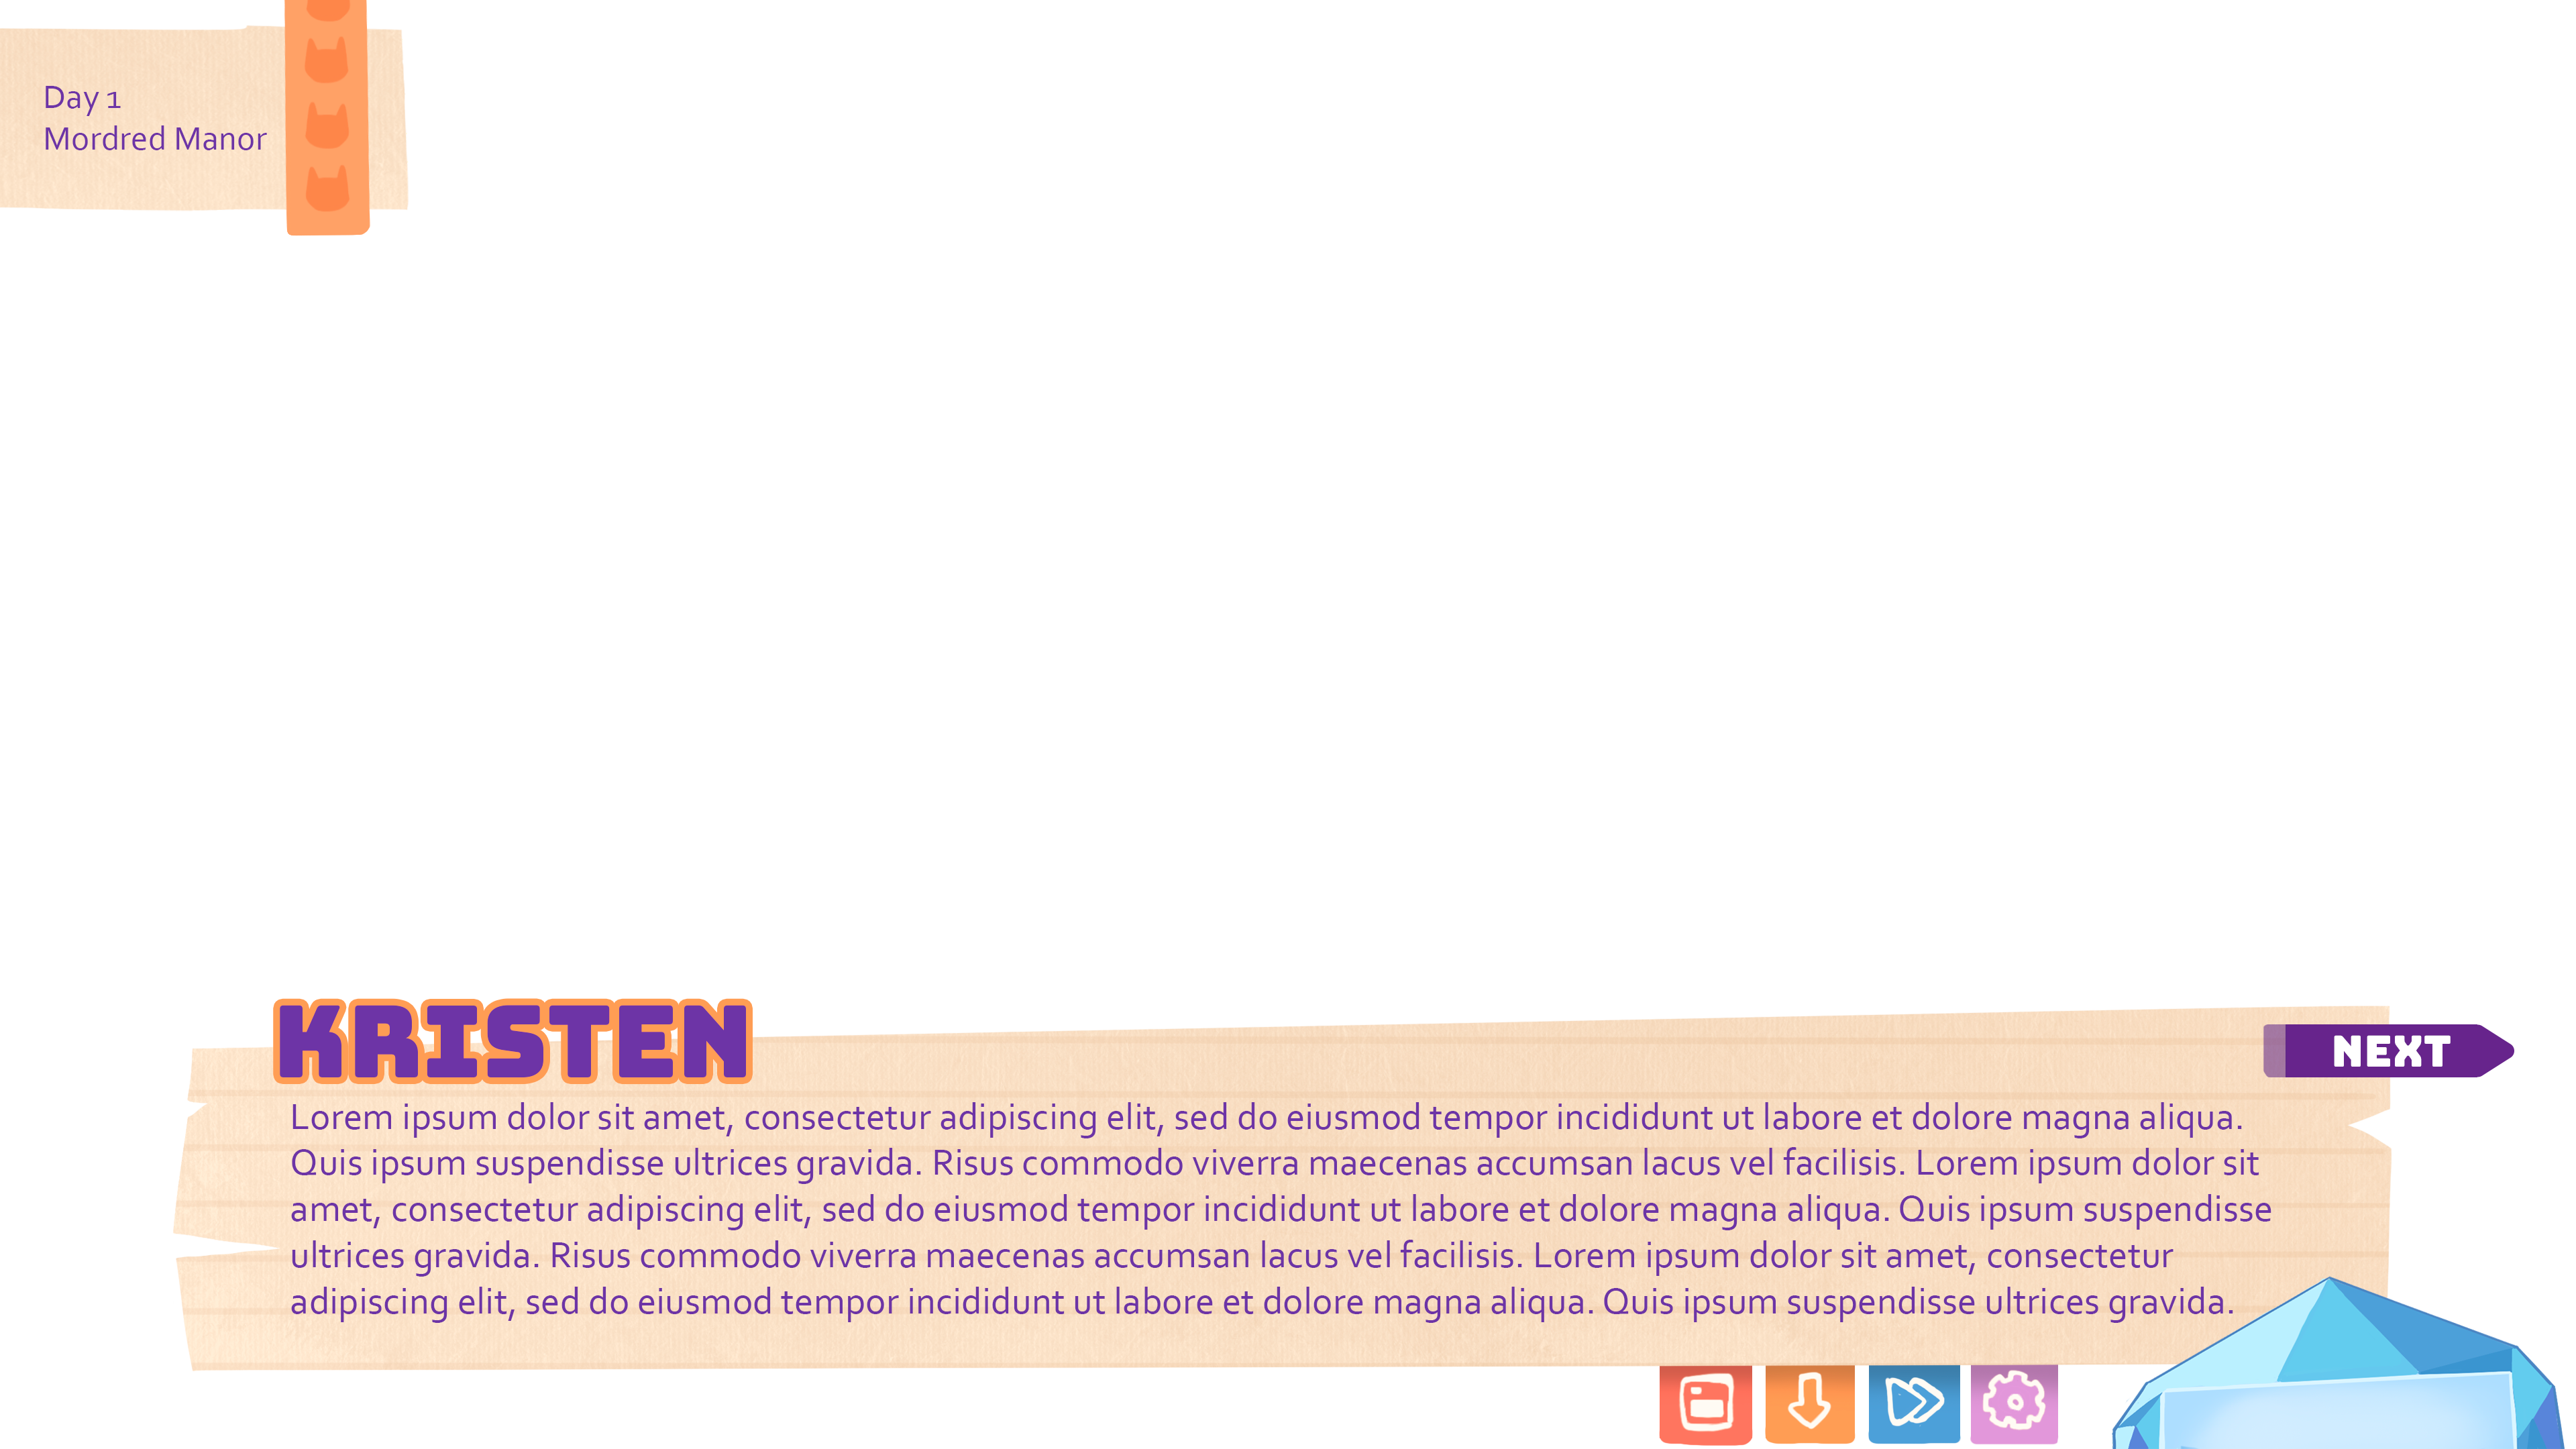 Day 1
Mordred Manor
KRISTEN
NEXT
Lorem ipsum dolor sit amet, consectetur adipiscing elit, sed do eiusmod tempor incididunt ut labore et dolore magna aliqua.
Quis ipsum suspendisse ultrices gravida. Risus commodo viverra maecenas accumsan lacus vel facilisis. Lorem ipsum dolor sit
amet, consectetur adipiscing elit, sed do eiusmod tempor incididunt ut labore et dolore magna aliqua. Quis ipsum suspendisse
ultrices gravida. Risus commodo viverra maecenas accumsan lacus vel facilisis. Lorem ipsum dolor sit amet, consectetur
adipiscing elit, sed do eiusmod tempor incididunt ut labore et dolore magna aliqua. Quis ipsum suspendisse ultrices gravida.